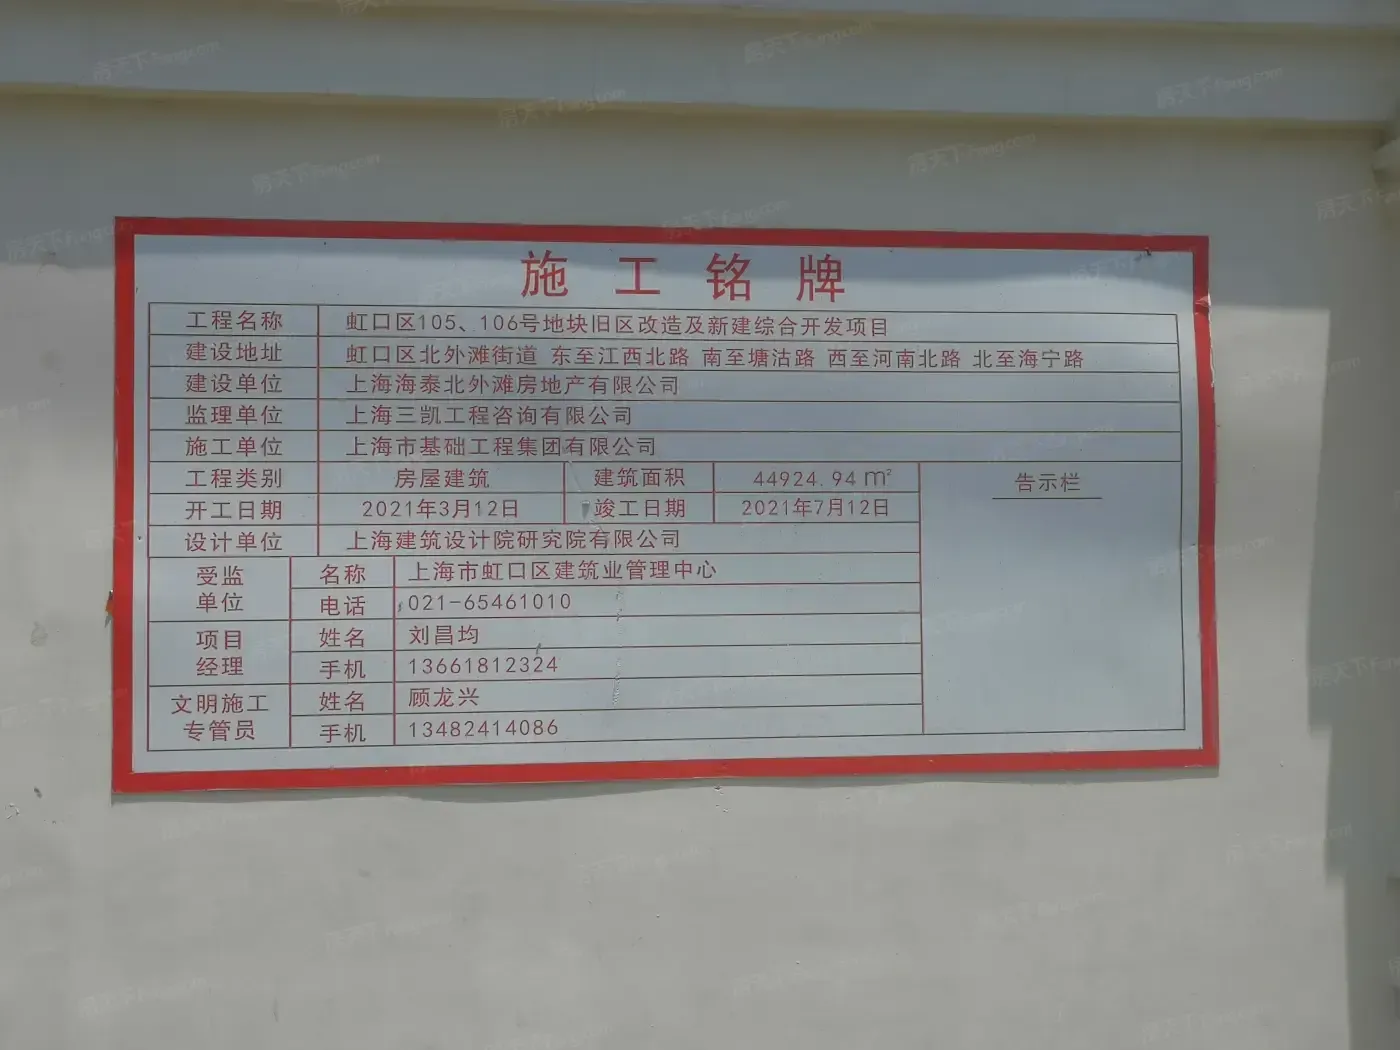 施工铭牌
工程名称 虹口区105、106号地块旧区改造及新建综合开发项目
建设地址 虹口区北外滩街道 东至江西北路 南至塘沽路 西至河南北路 北至海宁路
建设单位 上海海泰北外滩房地产有限公司
监理单位 上海三凯工程咨询有限公司
施工单位 上海市基础工程集团有限公司
工程类别 房屋建筑 建筑面积 44924.94 m² 告示栏
开工日期 2021年3月12日 竣工日期 2021年7月12日
设计单位 上海建筑设计院研究院有限公司
受监单位 名称 上海市虹口区建筑业管理中心
电话 021-65461010
项目经理 姓名 刘昌均
手机 13661812324
文明施工专管员 姓名 顾龙兴
手机 13482414086
房天下 Fang.com